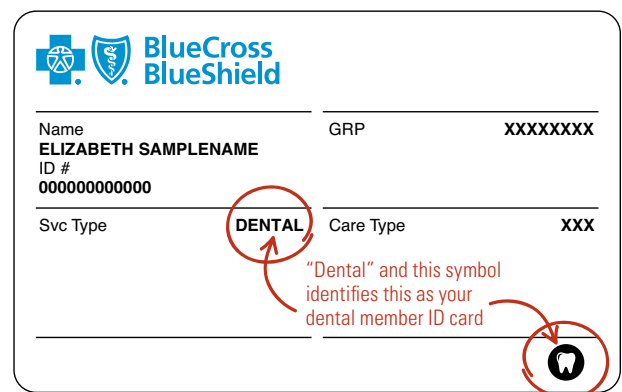 BlueCross
BlueShield
Name
ELIZABETH SAMPLENAME
ID #
000000000000
GRP XXXXXXXX
Svc Type DENTAL
Care Type XXX
“Dental” and this symbol
identifies this as your
dental member ID card